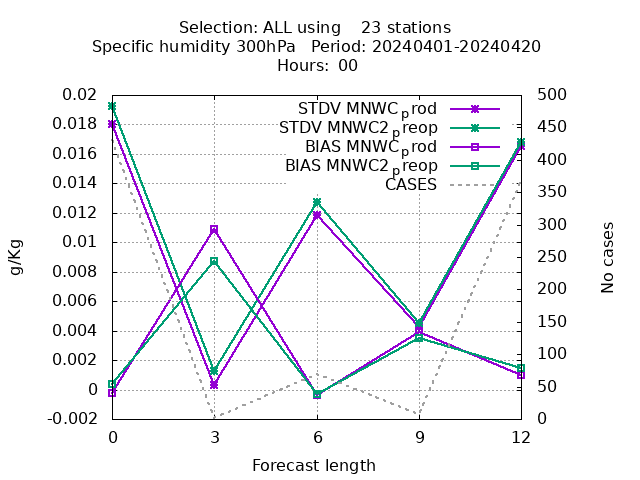 Selection: ALL using    23 stations
Specific humidity 300hPa   Period: 20240401-20240420
Hours:  00
STDV MNWC_prod
STDV MNWC2_preop
BIAS MNWC_prod
BIAS MNWC2_preop
CASES
0.02
0.018
0.016
0.014
0.012
0.01
0.008
0.006
0.004
0.002
0
-0.002
g/Kg
500
450
400
350
300
250
200
150
100
50
0
No cases
0 3 6 9 12
Forecast length